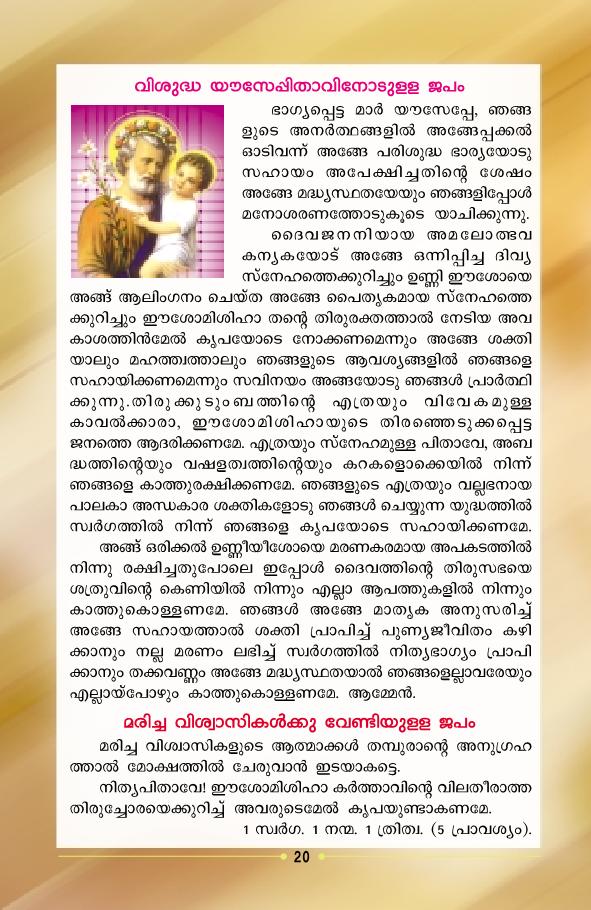 വിശുദ്ധ യൗസേപ്പിതാവിനോടുളള ജപം
ഭാഗ്യപ്പെട്ട മാർ യൗസേപ്പേ, ഞങ്ങ
ളുടെ അനർത്ഥങ്ങളിൽ അങ്ങേപ്പക്കൽ
ഓടിവന്ന് അങ്ങേ പരിശുദ്ധ ഭാര്യയോടു
സഹായം അപേക്ഷിച്ചതിന്റെ ശേഷം
അങ്ങേ മദ്ധ്യസ്ഥതയേയും ഞങ്ങളിപ്പോൾ
മനോശരണത്തോടുകൂടെ യാചിക്കുന്നു.
ദൈവജനനിയായ അമലോത്ഭവ
കന്യകയോട് അങ്ങേ ഒന്നിപ്പിച്ച ദിവ്യ
സ്നേഹത്തെക്കുറിച്ചും ഉണ്ണി ഈശോയെ
അങ്ങ് ആലിംഗനം ചെയ്ത അങ്ങേ പൈതൃകമായ സ്നേഹത്തെ
ക്കുറിച്ചും ഈശോമിശിഹാ തന്റെ തിരുരക്തത്താൽ നേടിയ അവ
കാശത്തിൻമേൽ കൃപയോടെ നോക്കണമെന്നും അങ്ങേ ശക്തി
യാലും മഹത്ത്വത്താലും ഞങ്ങളുടെ ആവശ്യങ്ങളിൽ ഞങ്ങളെ
സഹായിക്കണമെന്നും സവിനയം അങ്ങയോടു ഞങ്ങൾ പ്രാർത്ഥി
ക്കുന്നു.തിരുക്കുടുംബത്തിന്റെ എത്രയും വിവേകമുള്ള
കാവൽക്കാരാ, ഈശോമിശിഹായുടെ തിരഞ്ഞെടുക്കപ്പെട്ട
ജനത്തെ ആദരിക്കണമേ. എത്രയും സ്നേഹമുള്ള പിതാവേ, അബ
ദ്ധത്തിന്റെയും വഷളത്വത്തിന്റെയും കറകളൊക്കെയിൽ നിന്ന്
ഞങ്ങളെ കാത്തുരക്ഷിക്കണമേ. ഞങ്ങളുടെ എത്രയും വല്ലഭനായ
പാലകാ അന്ധകാര ശക്തികളോടു ഞങ്ങൾ ചെയ്യുന്ന യുദ്ധത്തിൽ
സ്വർഗത്തിൽ നിന്ന് ഞങ്ങളെ കൃപയോടെ സഹായിക്കണമേ.
അങ്ങ് ഒരിക്കൽ ഉണ്ണീയീശോയെ മരണകരമായ അപകടത്തിൽ
നിന്നു രക്ഷിച്ചതുപോലെ ഇപ്പോൾ ദൈവത്തിന്റെ തിരുസഭയെ
ശത്രുവിന്റെ കെണിയിൽ നിന്നും എല്ലാ ആപത്തുകളിൽ നിന്നും
കാത്തുകൊള്ളണമേ. ഞങ്ങൾ അങ്ങേ മാതൃക അനുസരിച്ച്
അങ്ങേ സഹായത്താൽ ശക്തി പ്രാപിച്ച് പുണ്യജീവിതം കഴി
ക്കാനും നല്ല മരണം ലഭിച്ച് സ്വർഗത്തിൽ നിത്യഭാഗ്യം പ്രാപി
ക്കാനും തക്കവണ്ണം അങ്ങേ മദ്ധ്യസ്ഥതയാൽ ഞങ്ങളെല്ലാവരേയും
എല്ലായ്പോഴും കാത്തുകൊള്ളണമേ. ആമ്മേൻ.
മരിച്ച വിശ്വാസികൾക്കു വേണ്ടിയുളള ജപം
മരിച്ച വിശ്വാസികളുടെ ആത്മാക്കൾ തമ്പുരാന്റെ അനുഗ്രഹ
ത്താൽ മോക്ഷത്തിൽ ചേരുവാൻ ഇടയാകട്ടെ.
നിത്യപിതാവേ! ഈശോമിശിഹാ കർത്താവിന്റെ വിലതീരാത്ത
തിരുച്ചോരയെക്കുറിച്ച് അവരുടെമേൽ കൃപയുണ്ടാകണമേ.
1 സ്വർഗ. 1 നന്മ. 1 ത്രിത്വ. (5 പ്രാവശ്യം).
20